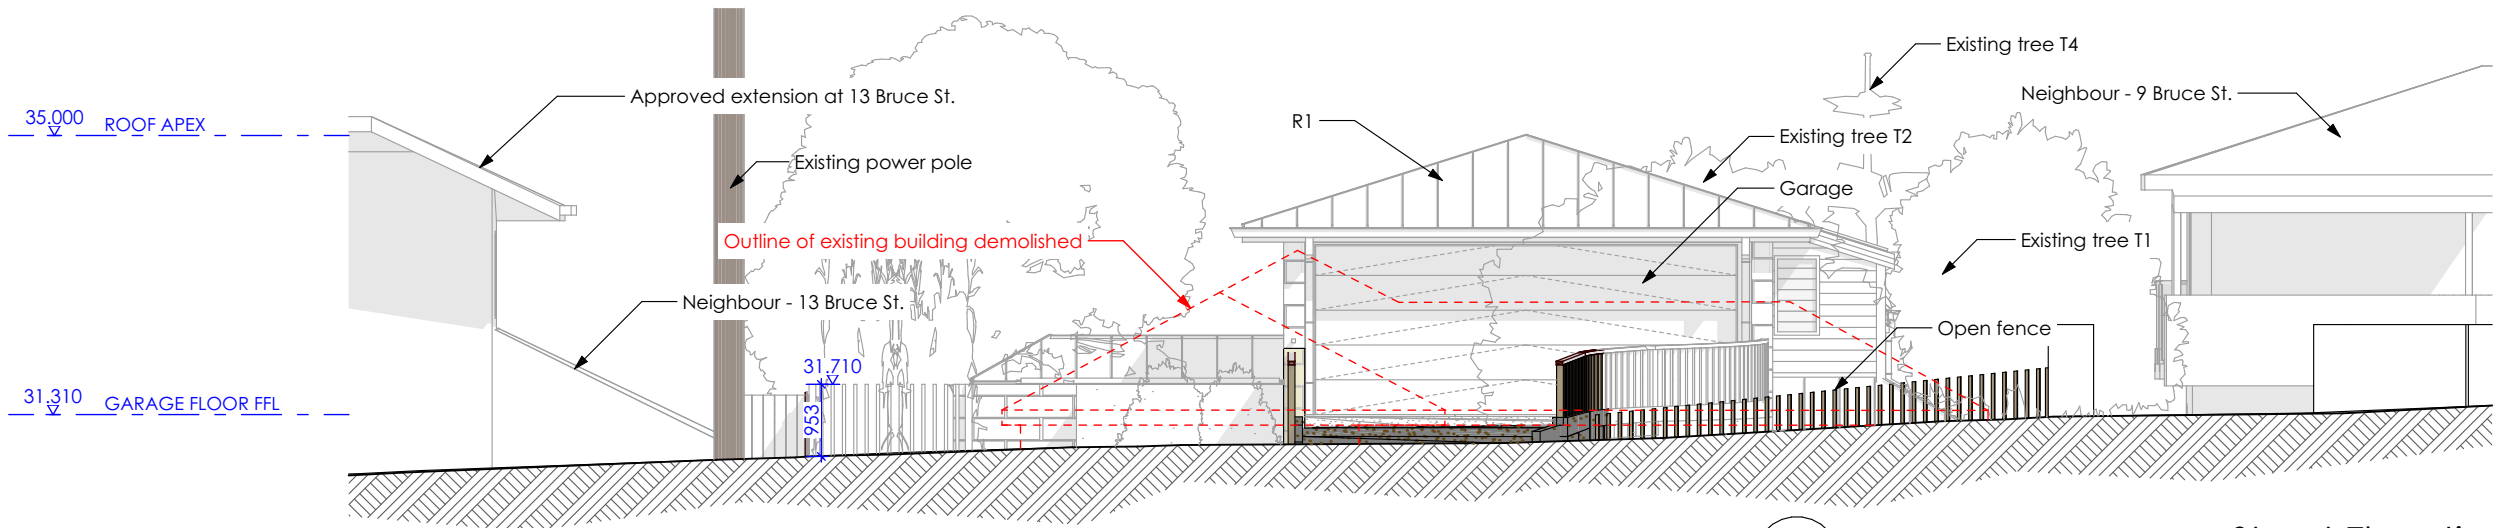 Existing tree T4
Approved extension at 13 Bruce St.
Neighbour - 9 Bruce St.
35.000
ROOF APEX
R1
Existing tree T2
Existing power pole
Garage
Outline of existing building demolished
Existing tree T1
Neighbour - 13 Bruce St.
Open fence
31.710
31.310
GARAGE FLOOR FFL
953